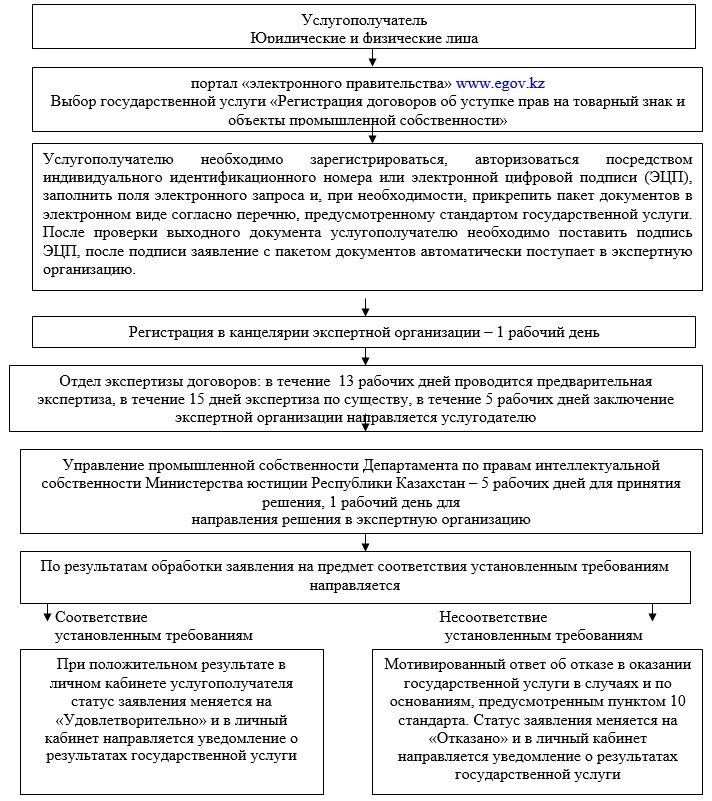 Услугополучатель
Юридические и физические лица
портал «электронного правительства» www.egov.kz
Выбор государственной услуги «Регистрация договоров об уступке прав на товарный знак и
объекты промышленной собственности»
Услугополучателю необходимо зарегистрироваться, авторизоваться посредством
индивидуального идентификационного номера или электронной цифровой подписи (ЭЦП),
заполнить поля электронного запроса и, при необходимости, прикрепить пакет документов в
электронном виде согласно перечню, предусмотренному стандартом государственной услуги.
После проверки выходного документа услугополучателю необходимо поставить подпись
ЭЦП, после подписи заявление с пакетом документов автоматически поступает в экспертную
организацию.
Регистрация в канцелярии экспертной организации – 1 рабочий день
Отдел экспертизы договоров: в течение 13 рабочих дней проводится предварительная
экспертиза, в течение 15 дней экспертиза по существу, в течение 5 рабочих дней заключение
экспертной организации направляется услугодателю
Управление промышленной собственности Департамента по правам интеллектуальной
собственности Министерства юстиции Республики Казахстан – 5 рабочих дней для принятия
решения, 1 рабочий день для
направления решения в экспертную организацию
По результатам обработки заявления на предмет соответствия установленным требованиям
направляется
Соответствие
установленным требованиям
Несоответствие
установленным требованиям
При положительном результате в
личном кабинете услугополучателя
статус заявления меняется на
«Удовлетворительно» и в личный
кабинет направляется уведомление о
результатах государственной услуги
Мотивированный ответ об отказе в оказании
государственной услуги в случаях и по
основаниям, предусмотренным пунктом 10
стандарта. Статус заявления меняется на
«Отказано» и в личный кабинет
направляется уведомление о результатах
государственной услуги